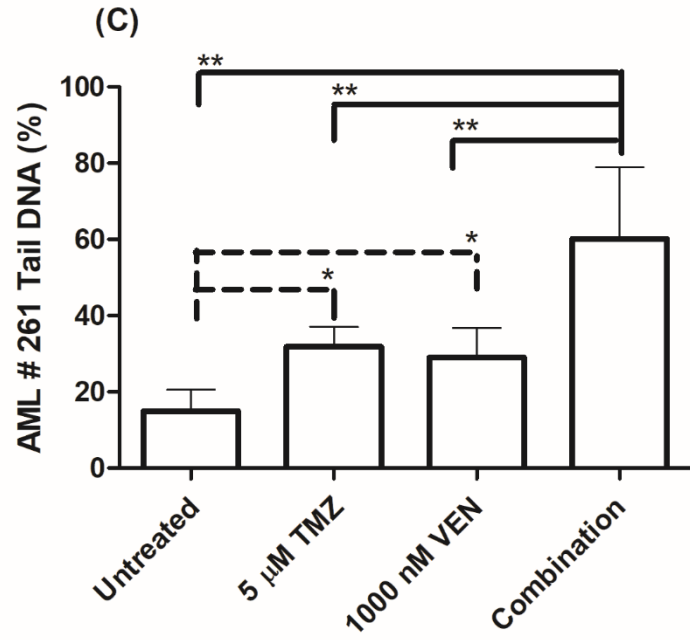 (C)
AML # 261 Tail DNA (%)
100
80
60
40
20
0
**
**
**
*
*
Untreated
5 µM TMZ
1000 nM VEN
Combination